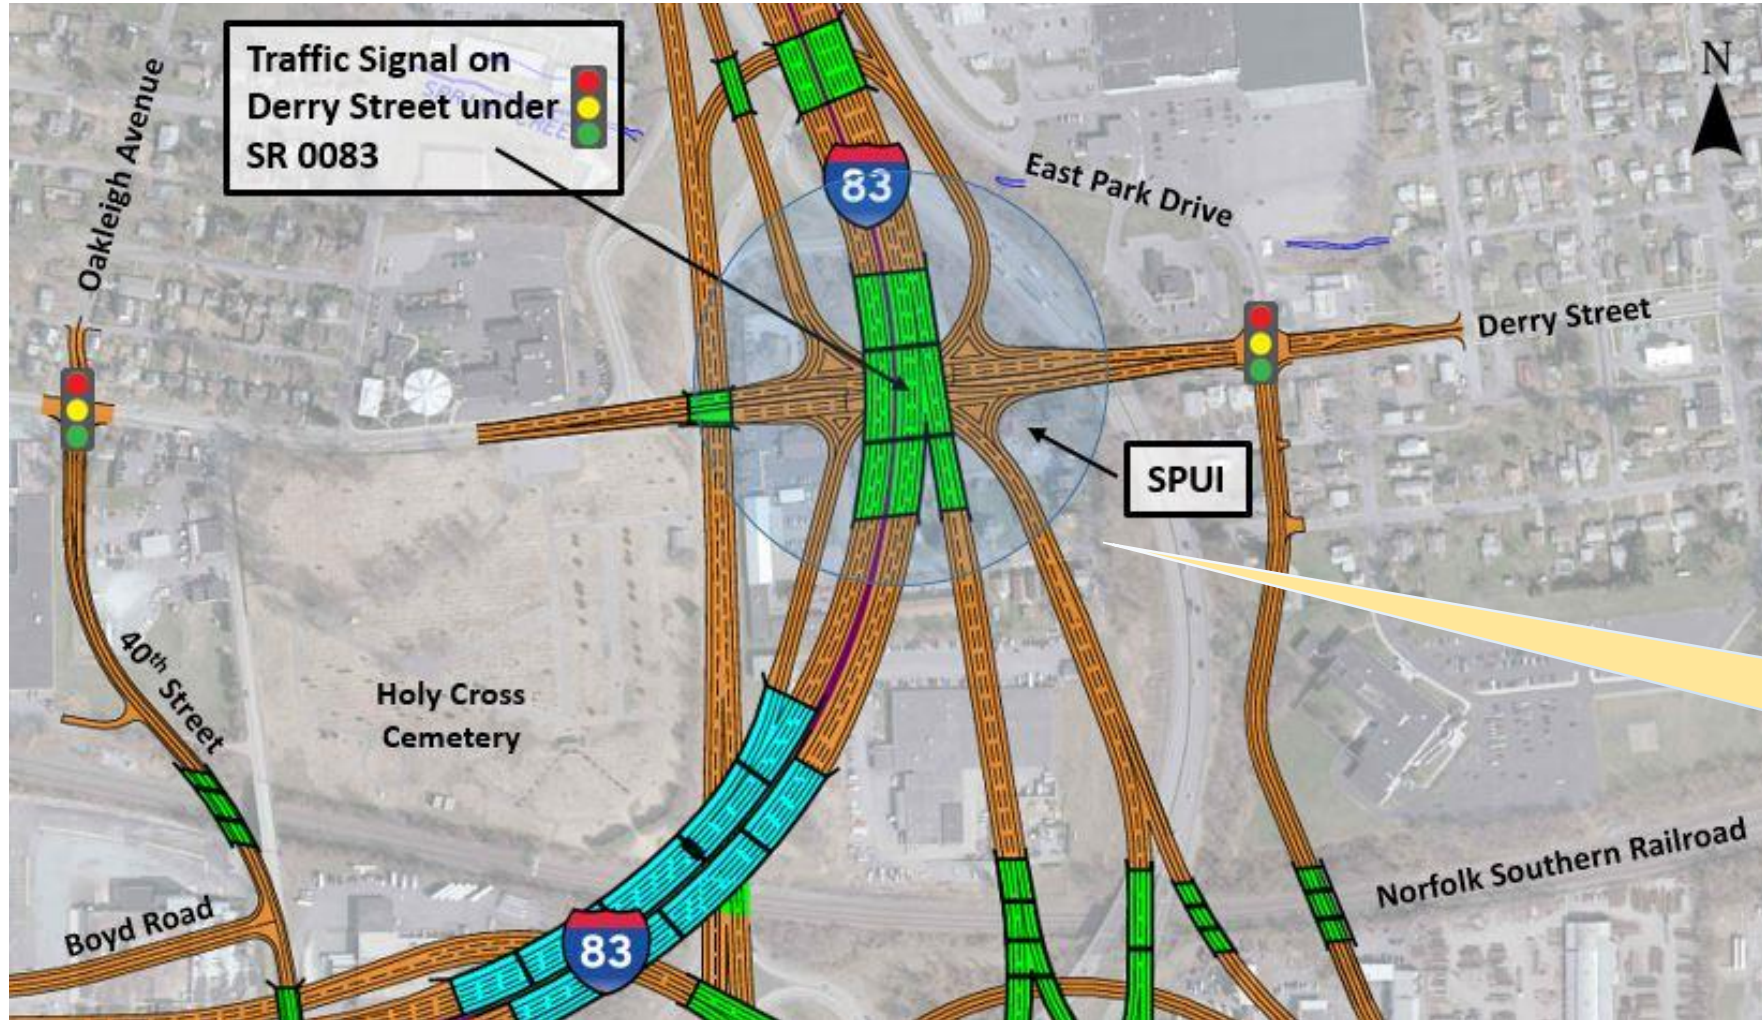 Traffic Signal on
Derry Street under
SR 0083
Oakleigh Avenue
N
83
East Park Drive
Derry Street
SPUI
40th Street
Holy Cross
Cemetery
Boyd Road
83
Norfolk Southern Railroad